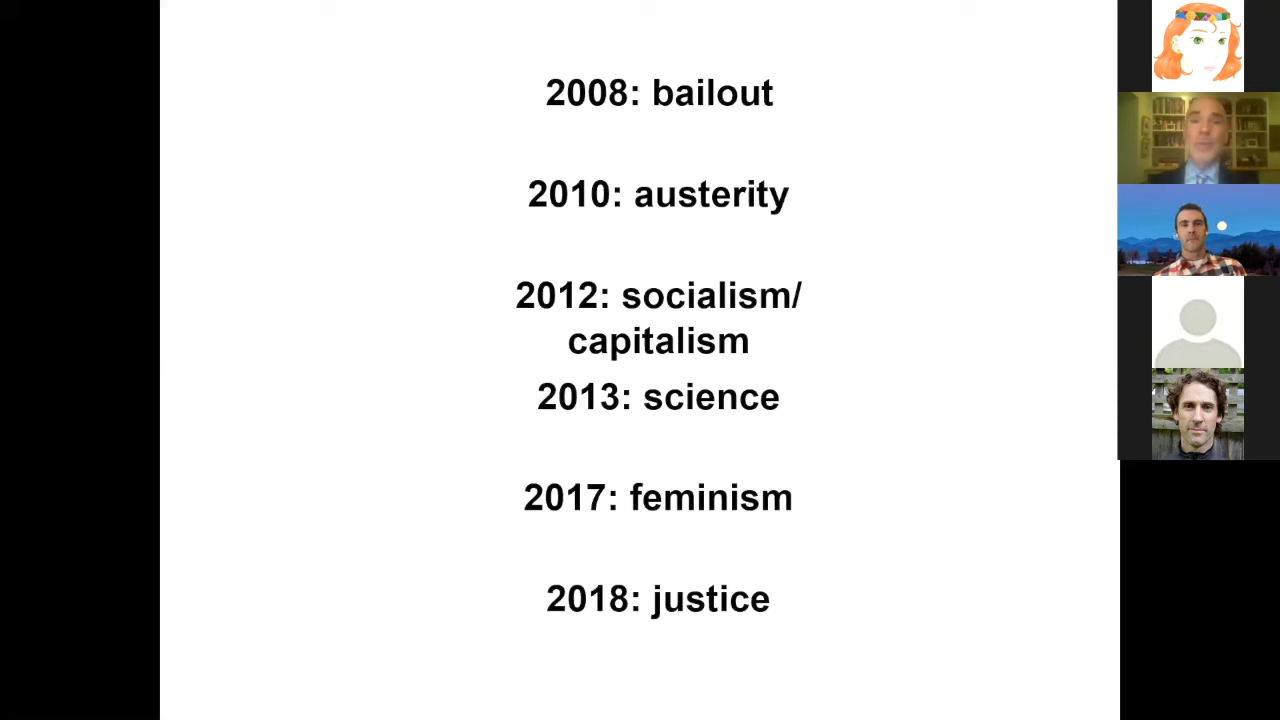 2008: bailout
2010: austerity
2012: socialism/
capitalism
2013: science
2017: feminism
2018: justice